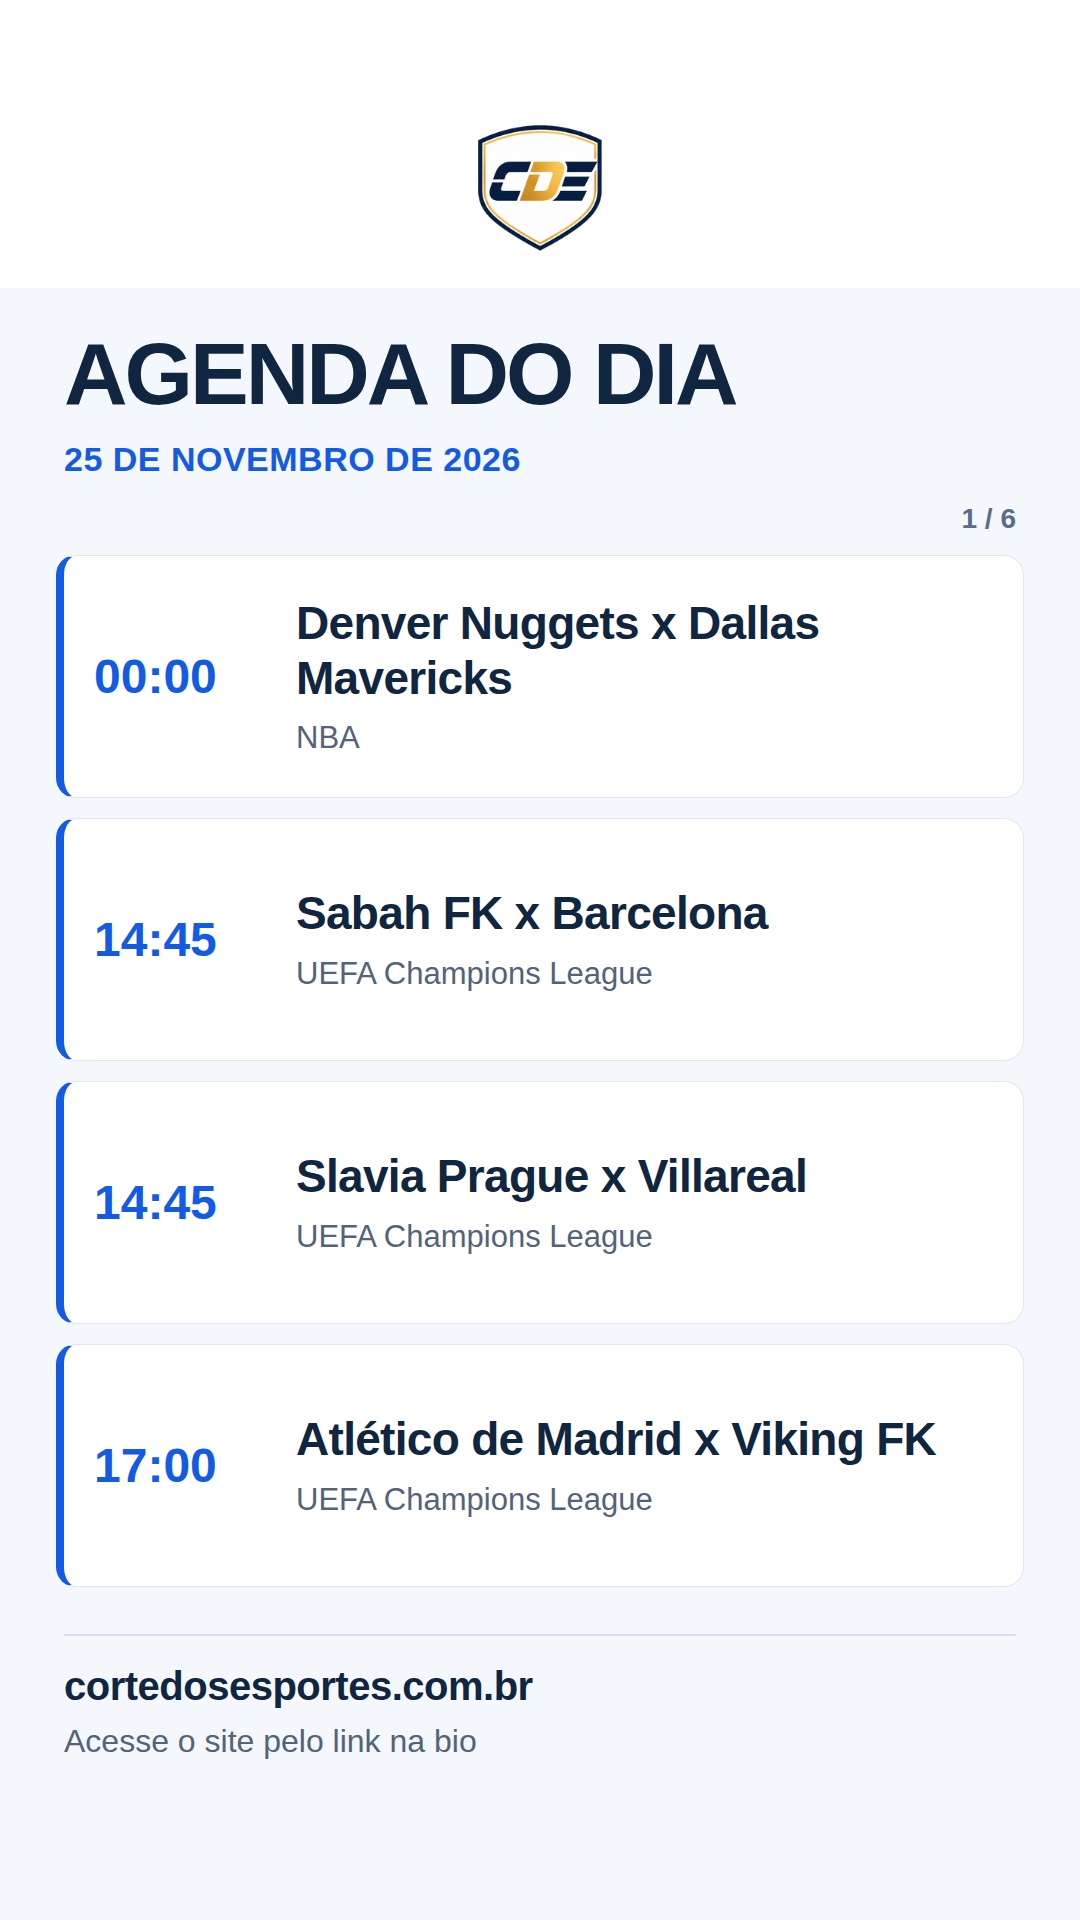 CDE
AGENDA DO DIA
25 DE NOVEMBRO DE 2026
1 / 6
00:00
Denver Nuggets x Dallas
Mavericks
NBA
14:45
Sabah FK x Barcelona
UEFA Champions League
14:45
Slavia Prague x Villareal
UEFA Champions League
17:00
Atlético de Madrid x Viking FK
UEFA Champions League
cortedosesportes.com.br
Acesse o site pelo link na bio